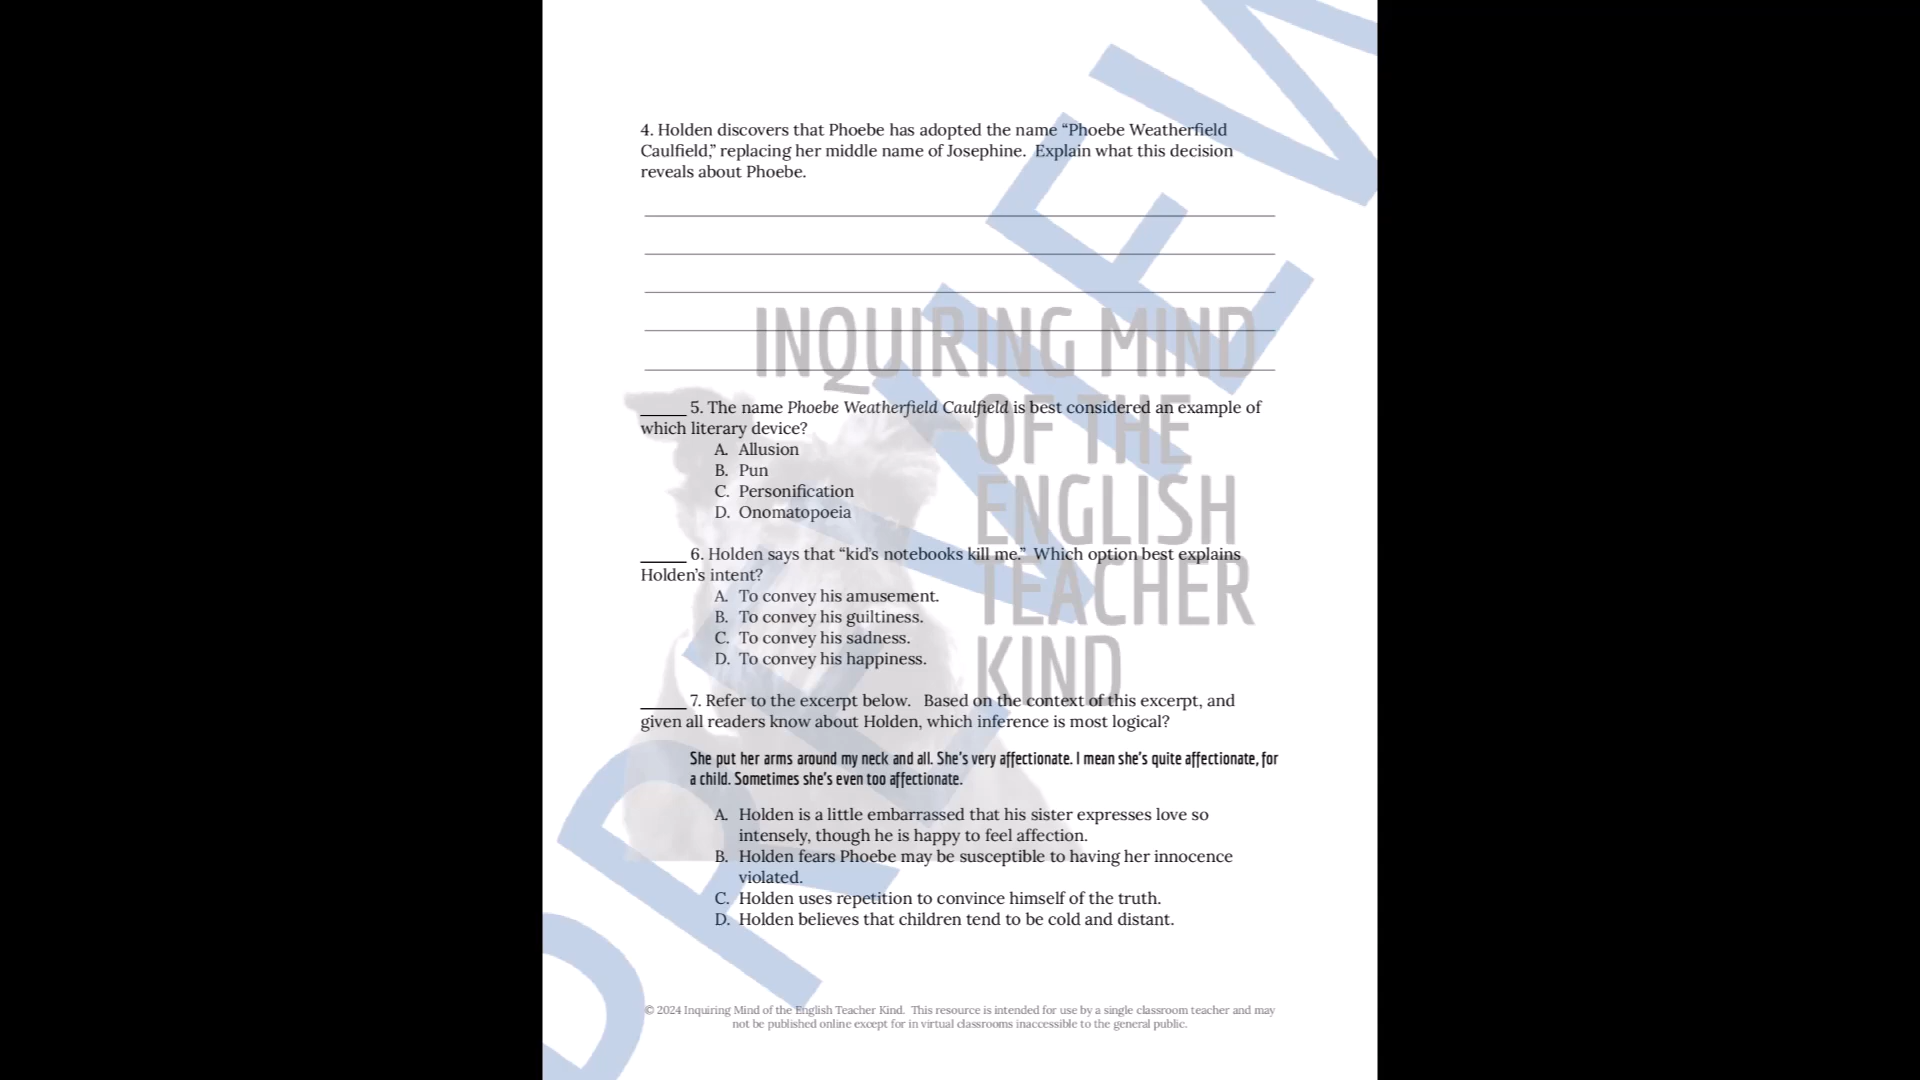 4. Holden discovers that Phoebe has adopted the name “Phoebe Weatherfield
Caulfield,” replacing her middle name of Josephine.  Explain what this decision
reveals about Phoebe.
INQUIRING MIND
OF THE
ENGLISH
TEACHER
KIND
PREVIEW
______ 5. The name Phoebe Weatherfield Caulfield is best considered an example of
which literary device?
A. Allusion
B. Pun
C. Personification
D. Onomatopoeia
______ 6. Holden says that “kid’s notebooks kill me.”  Which option best explains
Holden’s intent?
A. To convey his amusement.
B. To convey his guiltiness.
C. To convey his sadness.
D. To convey his happiness.
______ 7. Refer to the excerpt below.   Based on the context of this excerpt, and
given all readers know about Holden, which inference is most logical?
She put her arms around my neck and all. She’s very affectionate. I mean she’s quite affectionate, for
a child. Sometimes she’s even too affectionate.
A. Holden is a little embarrassed that his sister expresses love so
intensely, though he is happy to feel affection.
B. Holden fears Phoebe may be susceptible to having her innocence
violated.
C. Holden uses repetition to convince himself of the truth.
D. Holden believes that children tend to be cold and distant.
© 2024 Inquiring Mind of the English Teacher Kind.  This resource is intended for use by a single classroom teacher and may
not be published online except for in virtual classrooms inaccessible to the general public.